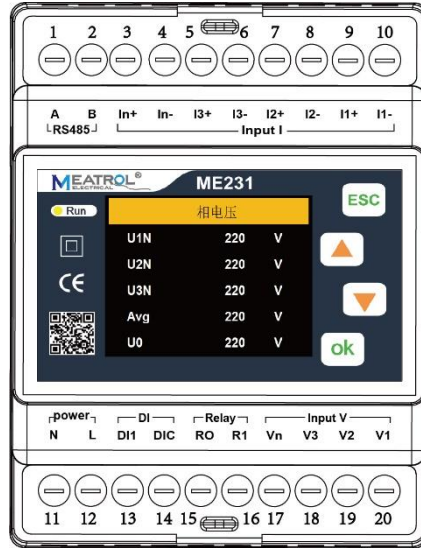 1 2 3 4 5 6 7 8 9 10
A B In+ In- I3+ I3- I2+ I2- I1+ I1-
RS485 Input I
MEATROL® ME231
ELECTRICAL
ESC
Run 相电压
U1N 220 V
U2N 220 V
CE
U3N 220 V
Avg 220 V
U0 220 V
ok
power DI Relay Input V
N L DI1 DIC RO R1 Vn V3 V2 V1
11 12 13 14 15 16 17 18 19 20